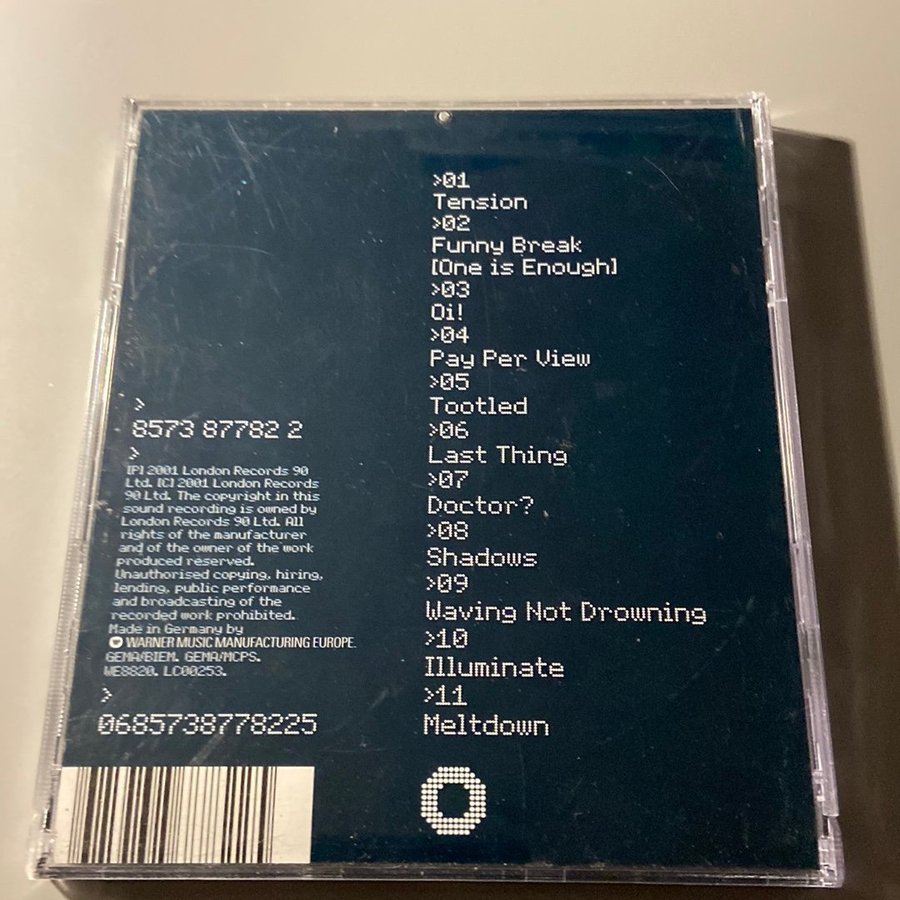 >01
Tension
>02
Funny Break
[One is Enough]
>03
Oi!
>04
Pay Per View
>05
Tootled
>06
Last Thing
>07
Doctor?
>08
Shadows
>09
Waving Not Drowning
>10
Illuminate
>11
Meltdown
>
8573 87782 2
>
[P] 2001 London Records 90
Ltd. [C] 2001 London Records
90 Ltd. The copyright in this
sound recording is owned by
London Records 90 Ltd. All
rights of the manufacturer
and of the owner of the work
produced reserved.
Unauthorised copying, hiring,
lending, public performance
and broadcasting of the
recorded work prohibited.
Made in Germany by
WARNER MUSIC MANUFACTURING EUROPE.
GEMA/BIEM. GEMA/MCPS.
WE8820. LC00253.
>
0685738778225